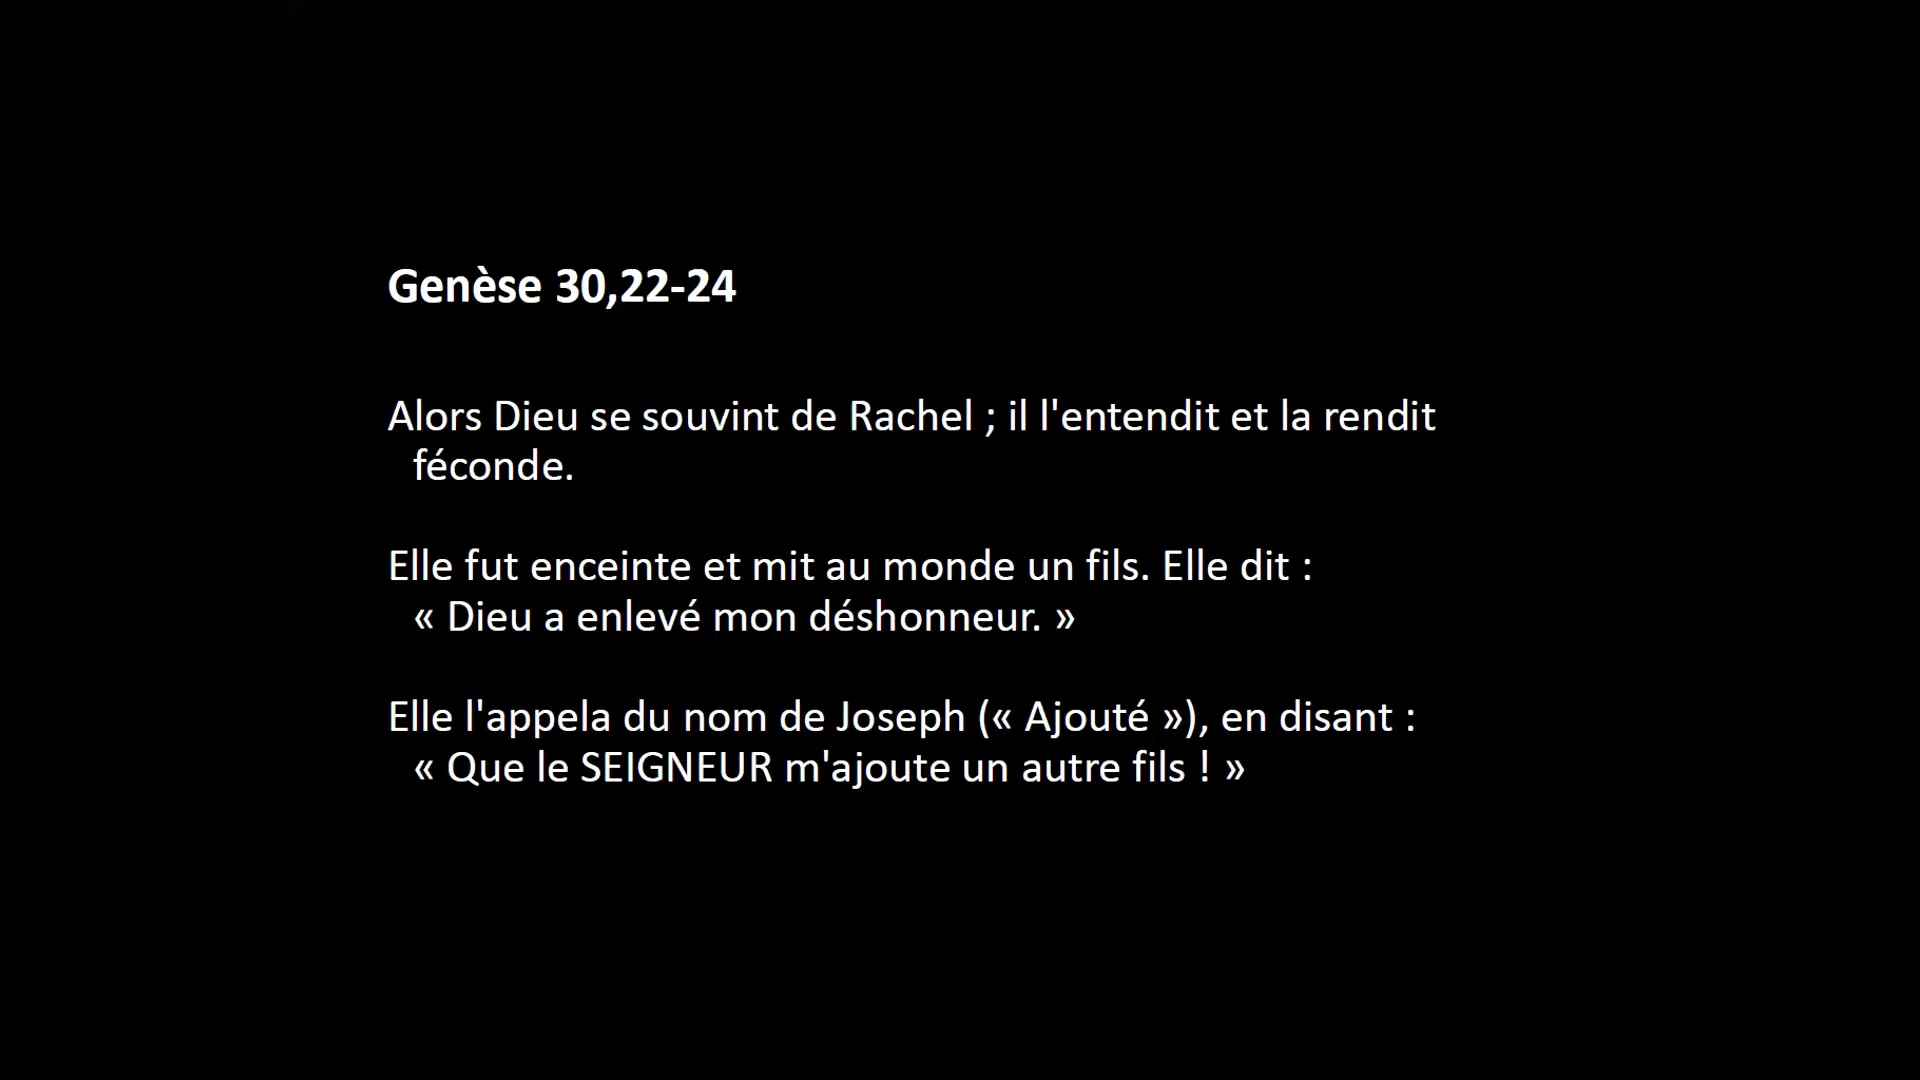 Genèse 30,22-24
Alors Dieu se souvint de Rachel ; il l'entendit et la rendit
féconde.
Elle fut enceinte et mit au monde un fils. Elle dit :
« Dieu a enlevé mon déshonneur. »
Elle l'appela du nom de Joseph (« Ajouté »), en disant :
« Que le SEIGNEUR m'ajoute un autre fils ! »